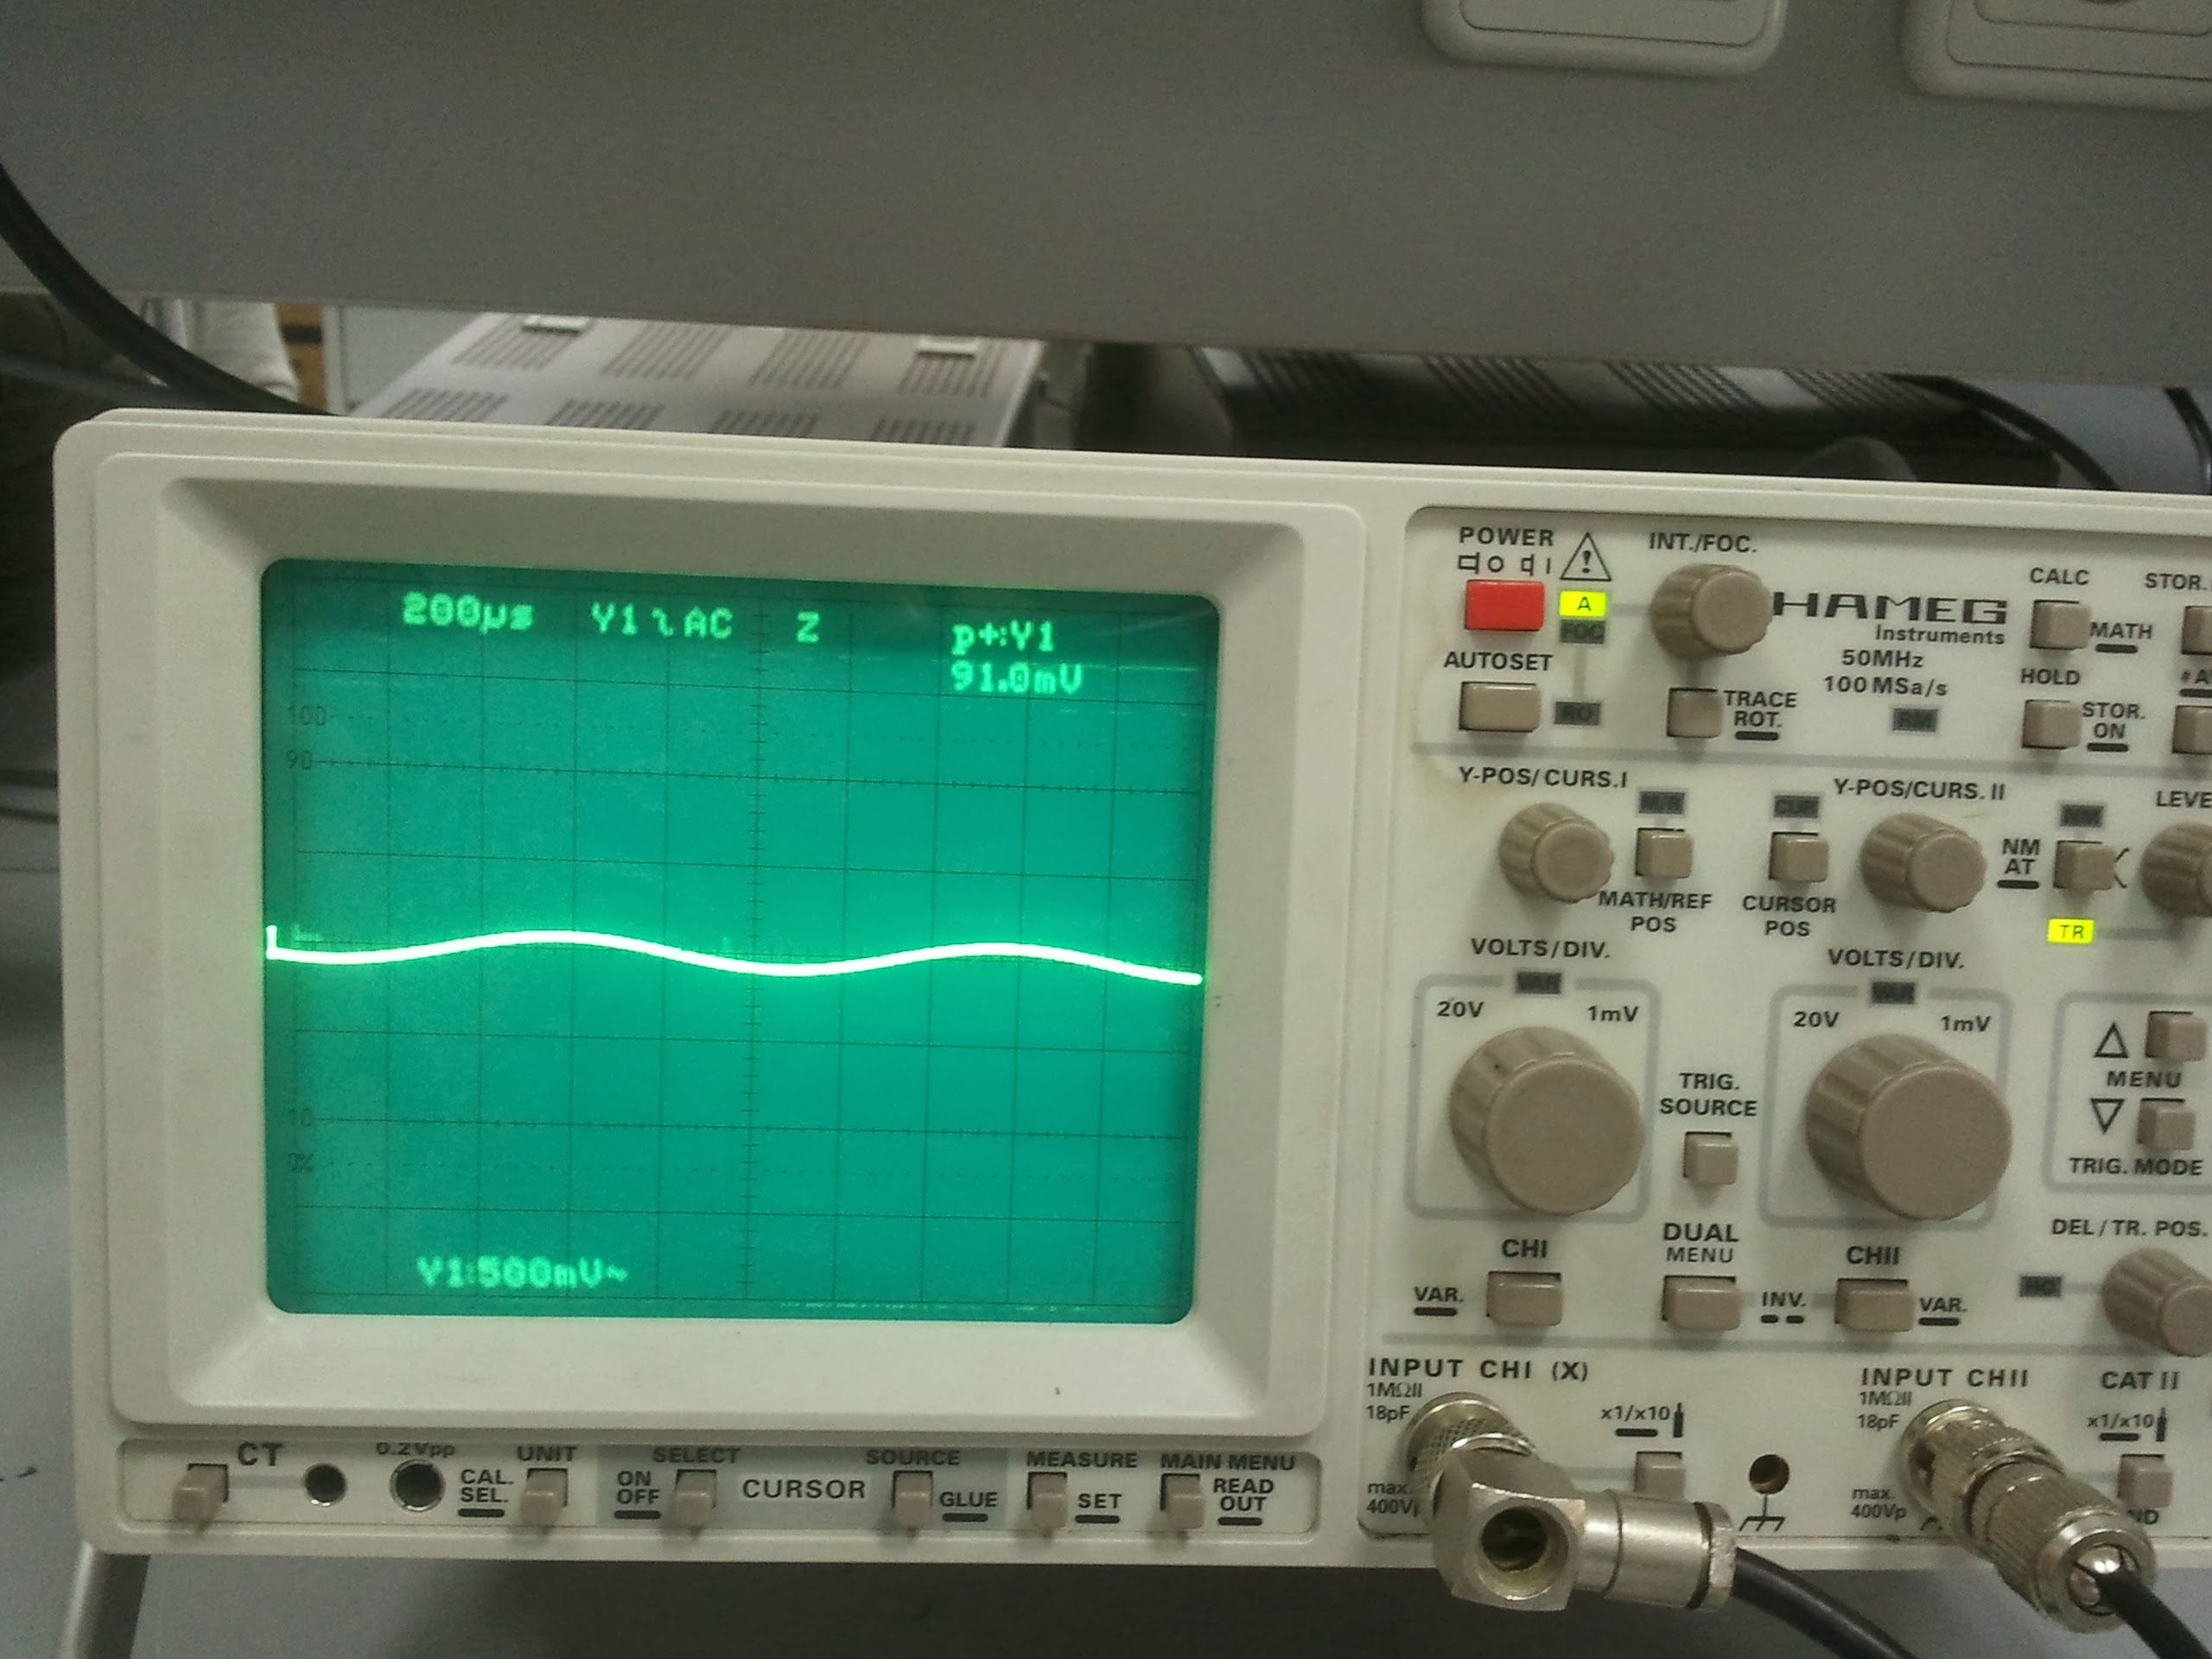 200µs Y1 AC Z p+:Y1
91.0mV
100
90
10
0%
Y1:500mV~
POWER
INT./FOC.
A
FOC
HAMEG
Instruments
50MHz
100 MSa/s
CALC
MATH
STOR.
AUTOSET
RO
TRACE
ROT.
RM
HOLD
STOR.
ON
Y-POS/CURS.I
M/R
CUR
Y-POS/CURS.II
NM
NM
AT
MATH/REF
POS
CURSOR
POS
TR
VOLTS/DIV.
VAR
20V
1mV
VOLTS/DIV.
VAR
20V
1mV
TRIG.
SOURCE
MENU
TRIG. MODE
CHI
VAR.
DUAL
MENU
INV.
CHII
VAR.
DEL/TR. POS.
INPUT CHI (X)
1MΩII
18pF
x1/x10
max.
400Vp
INPUT CHII
1MΩII
18pF
CAT II
x1/x10
max.
400Vp
CT
0.2Vpp
CAL.
SEL.
UNIT
ON
OFF
SELECT
CURSOR
SOURCE
GLUE
MEASURE
SET
MAIN MENU
READ
OUT